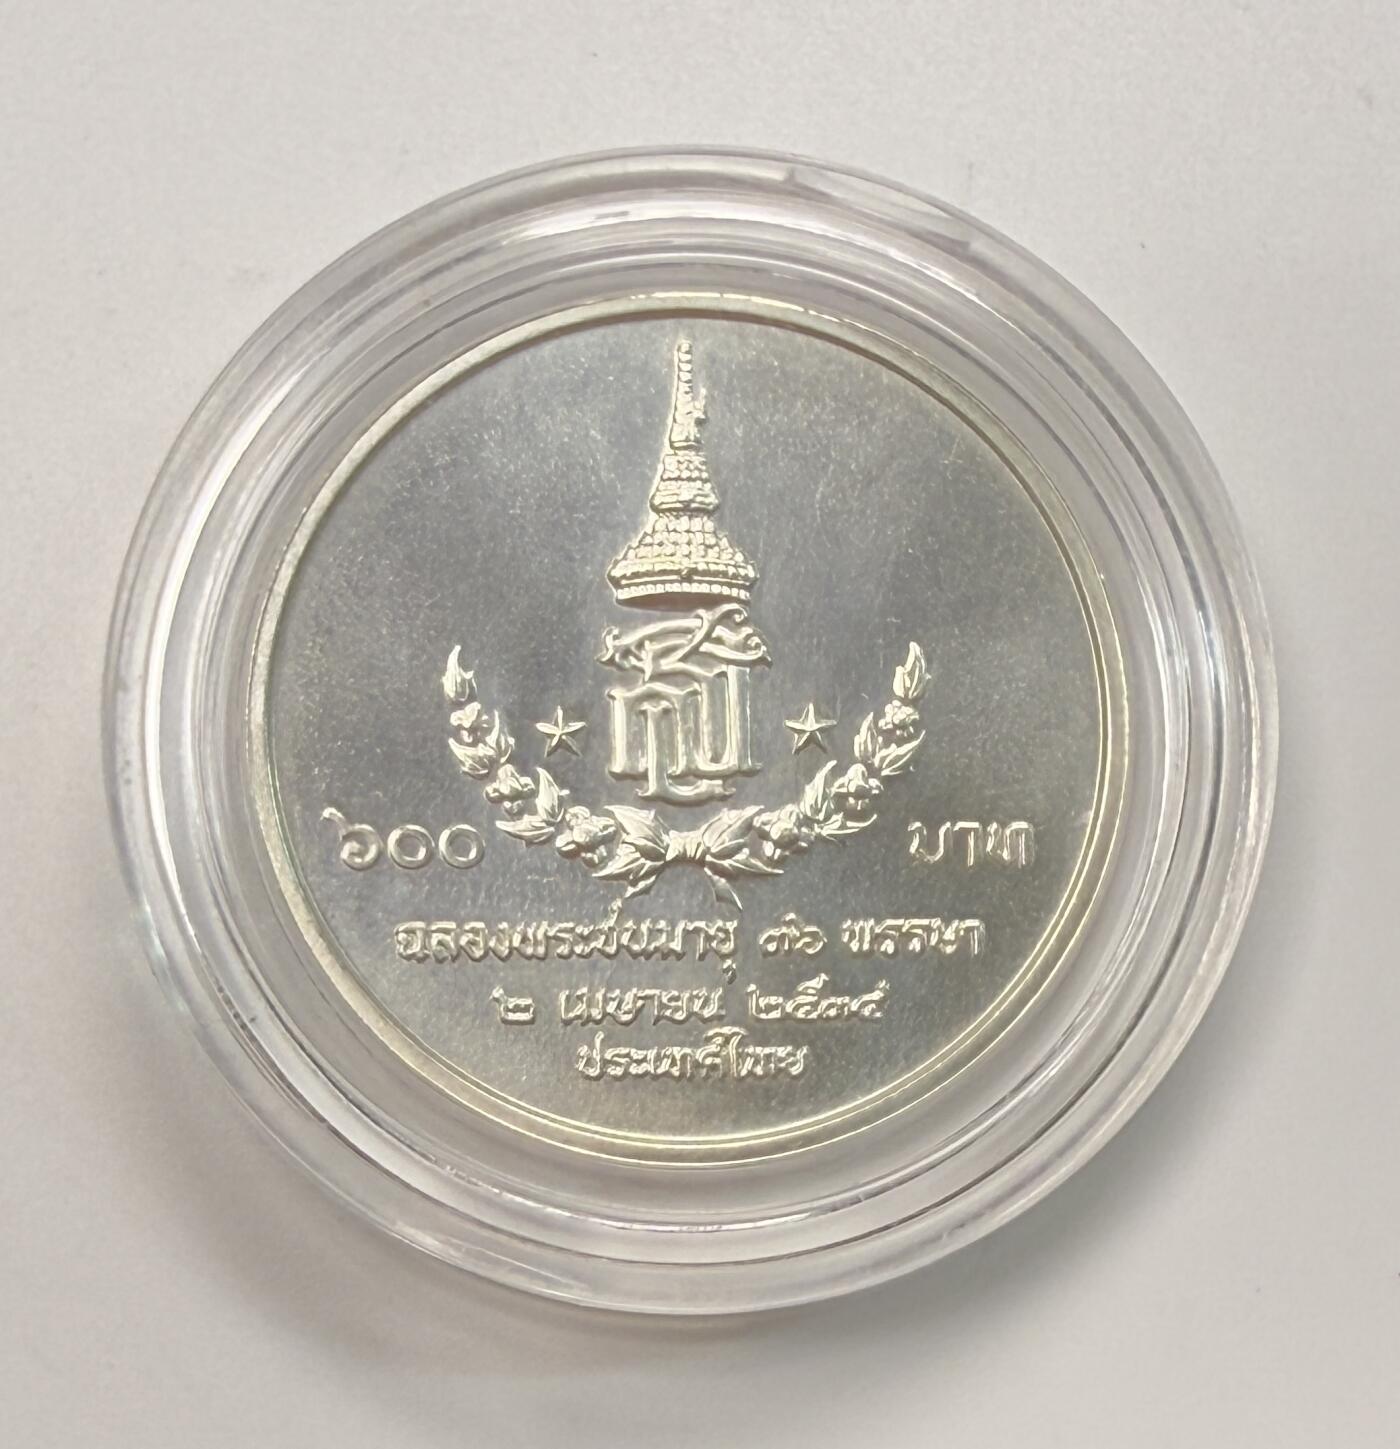 ๖๐๐ บาท
ฉลองพระชนมายุ ๓๖ พรรษา
๒ เมษายน ๒๕๓๔
ประเทศไทย